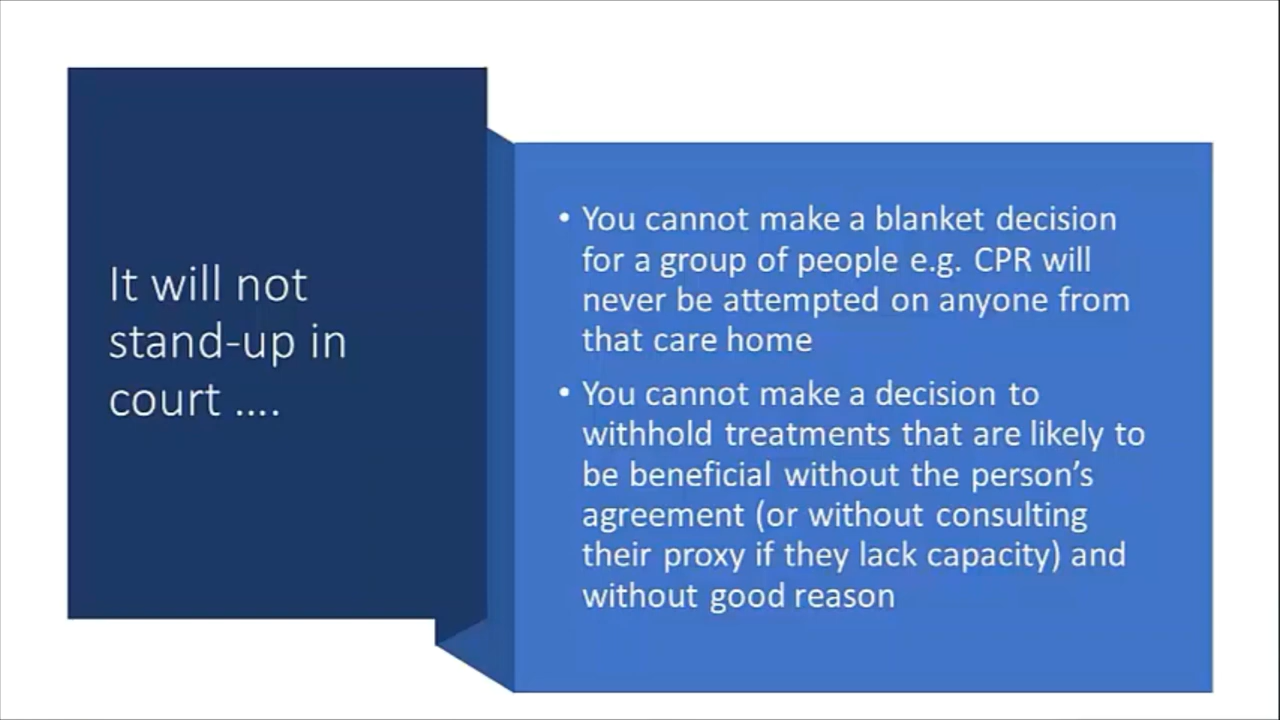 It will not
stand-up in
court ….
• You cannot make a blanket decision
for a group of people e.g. CPR will
never be attempted on anyone from
that care home
• You cannot make a decision to
withhold treatments that are likely to
be beneficial without the person’s
agreement (or without consulting
their proxy if they lack capacity) and
without good reason